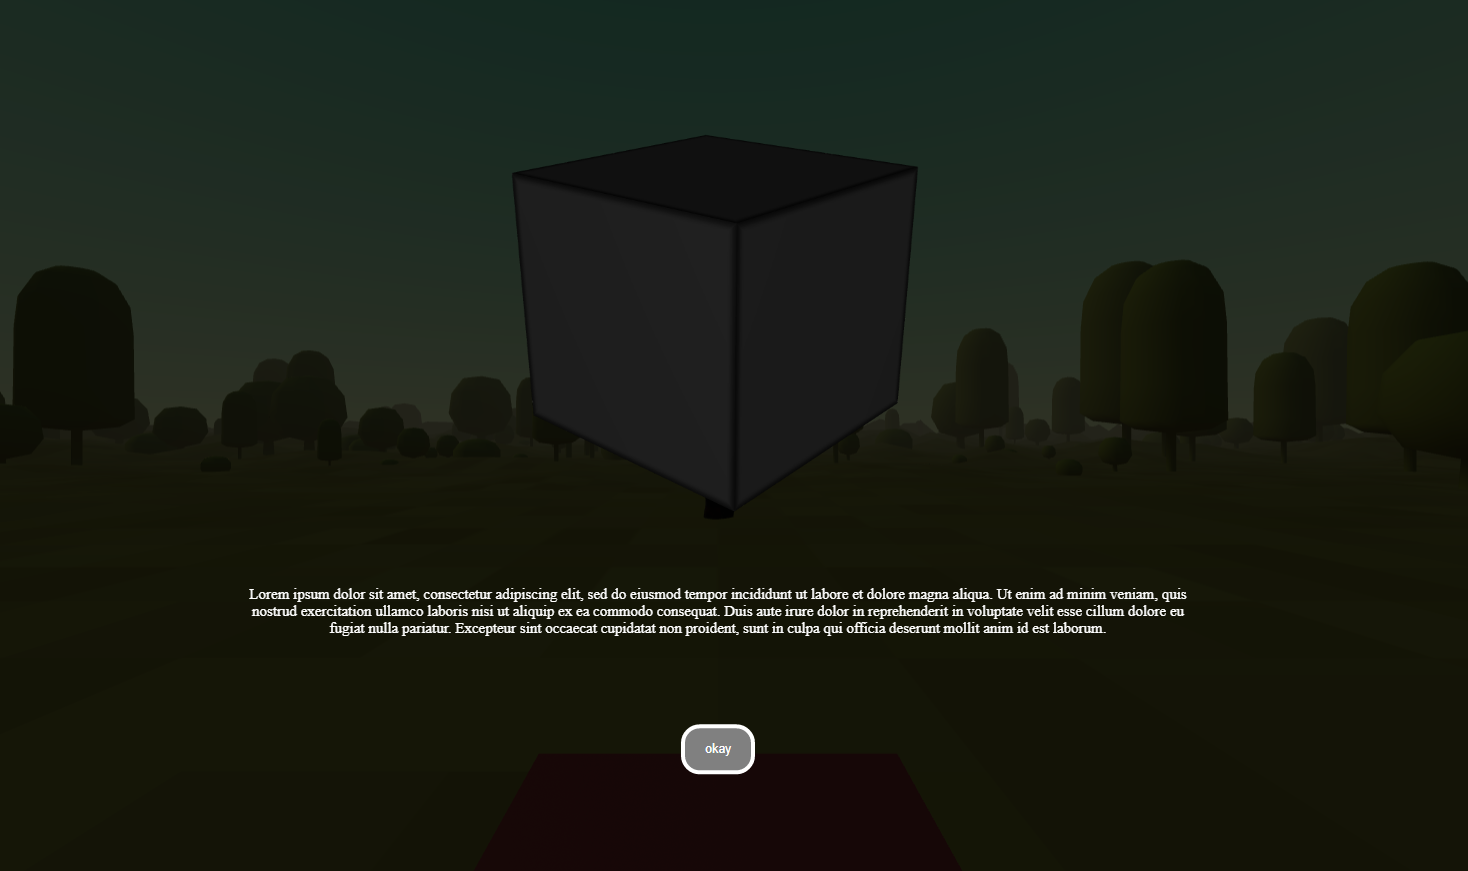 Lorem ipsum dolor sit amet, consectetur adipiscing elit, sed do eiusmod tempor incididunt ut labore et dolore magna aliqua. Ut enim ad minim veniam, quis
nostrud exercitation ullamco laboris nisi ut aliquip ex ea commodo consequat. Duis aute irure dolor in reprehenderit in voluptate velit esse cillum dolore eu
fugiat nulla pariatur. Excepteur sint occaecat cupidatat non proident, sunt in culpa qui officia deserunt mollit anim id est laborum.
okay